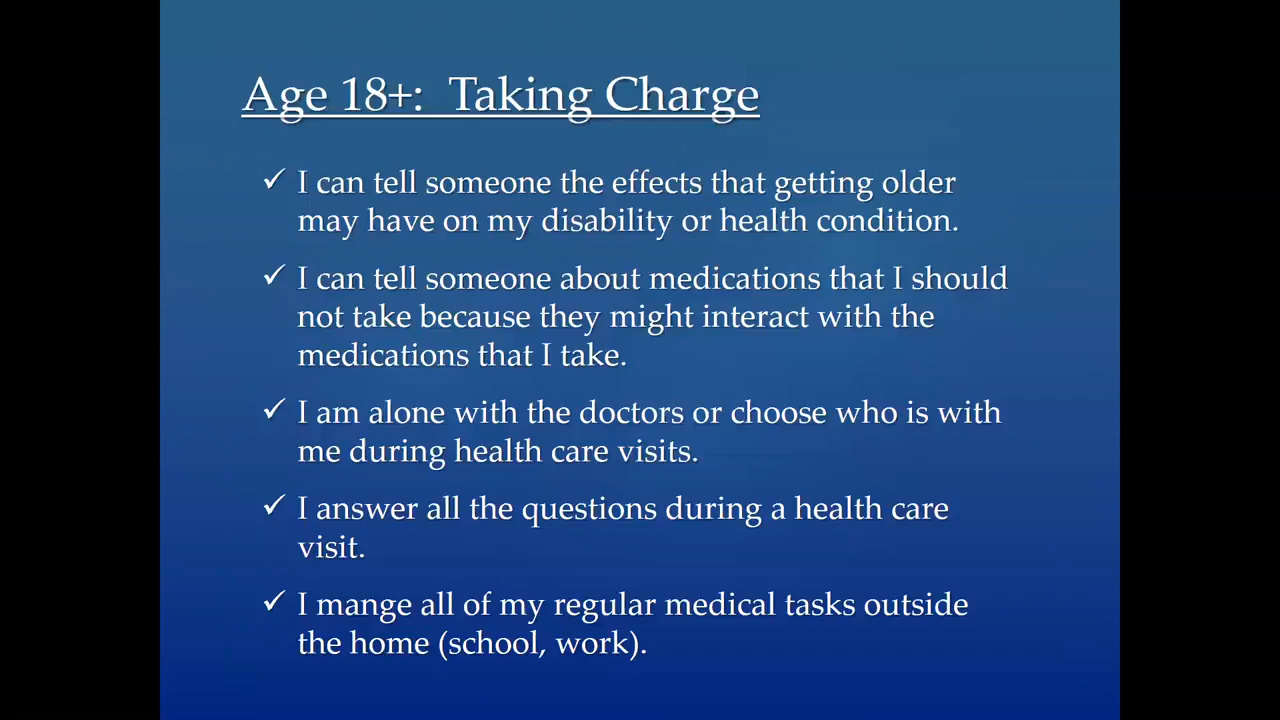 Age 18+:  Taking Charge
✓ I can tell someone the effects that getting older
may have on my disability or health condition.
✓ I can tell someone about medications that I should
not take because they might interact with the
medications that I take.
✓ I am alone with the doctors or choose who is with
me during health care visits.
✓ I answer all the questions during a health care
visit.
✓ I mange all of my regular medical tasks outside
the home (school, work).